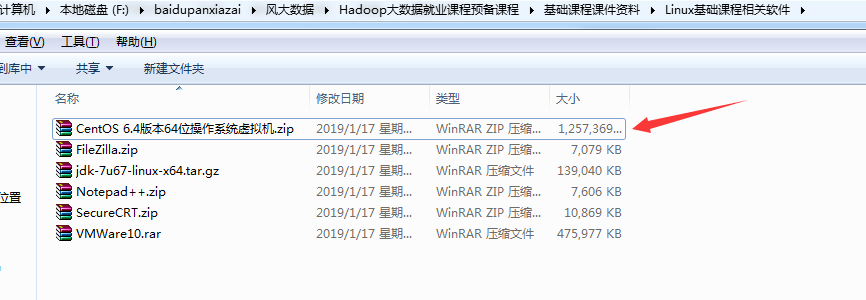 计算机 ▸ 本地磁盘 (F:) ▸ baidupanxiazai ▸ 风大数据 ▸ Hadoop大数据就业课程预备课程 ▸ 基础课程课件资料 ▸ Linux基础课程相关软件 ▸
查看(V) 工具(T) 帮助(H)
到库中 共享 新建文件夹
名称 修改日期 类型 大小
CentOS 6.4版本64位操作系统虚拟机.zip 2019/1/17 星期... WinRAR ZIP 压缩... 1,257,369...
FileZilla.zip 2019/1/17 星期... WinRAR ZIP 压缩... 7,079 KB
jdk-7u67-linux-x64.tar.gz 2019/1/17 星期... WinRAR 压缩文件 139,040 KB
Notepad++.zip 2019/1/17 星期... WinRAR ZIP 压缩... 7,606 KB
位置
SecureCRT.zip 2019/1/17 星期... WinRAR ZIP 压缩... 10,869 KB
VMWare10.rar 2019/1/17 星期... WinRAR 压缩文件 475,977 KB